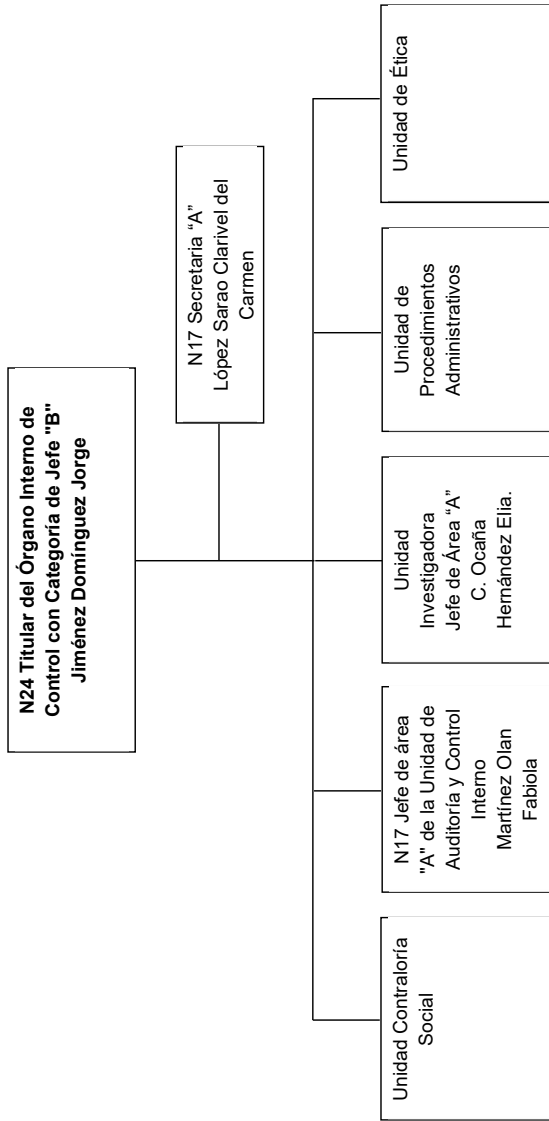 N24 Titular del Órgano Interno de
Control con Categoría de Jefe "B"
Jiménez Domínguez Jorge
N17 Secretaria “A”
López Sarao Clarivel del
Carmen
Unidad Contraloría
Social
N17 Jefe de área
"A" de la Unidad de
Auditoría y Control
Interno
Martínez Olan
Fabiola
Unidad
Investigadora
Jefe de Área “A”
C. Ocaña
Hernández Elia.
Unidad de
Procedimientos
Administrativos
Unidad de Ética